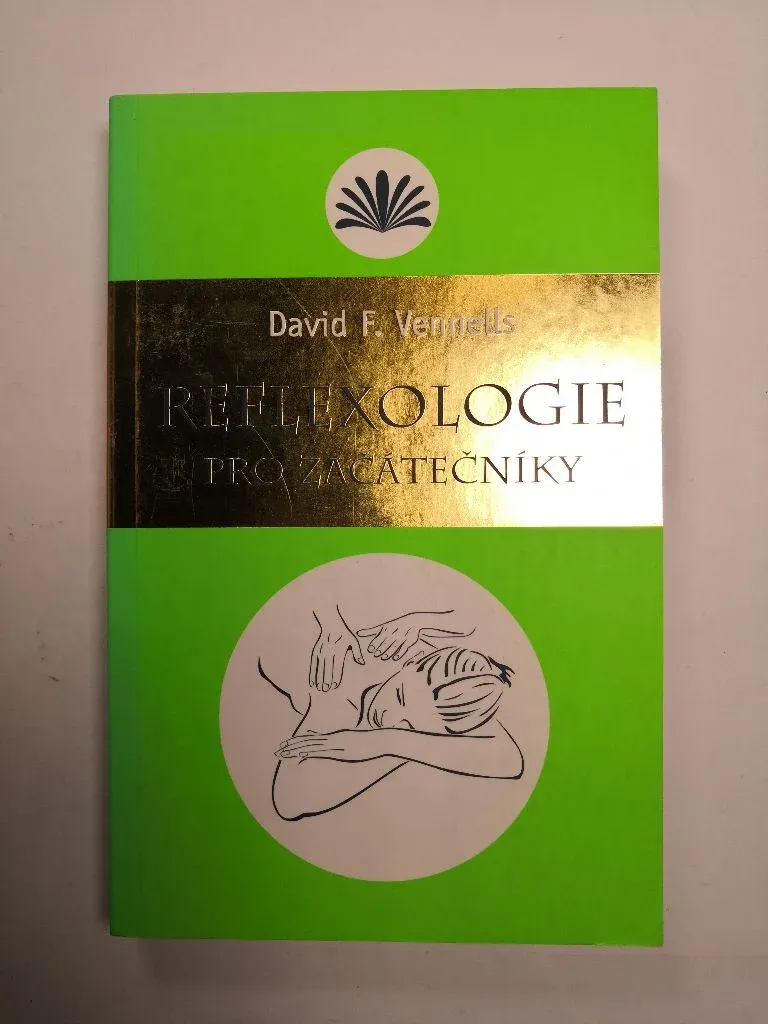 David F. Vennells
REFLEXOLOGIE
PRO ZAČÁTEČNÍKY